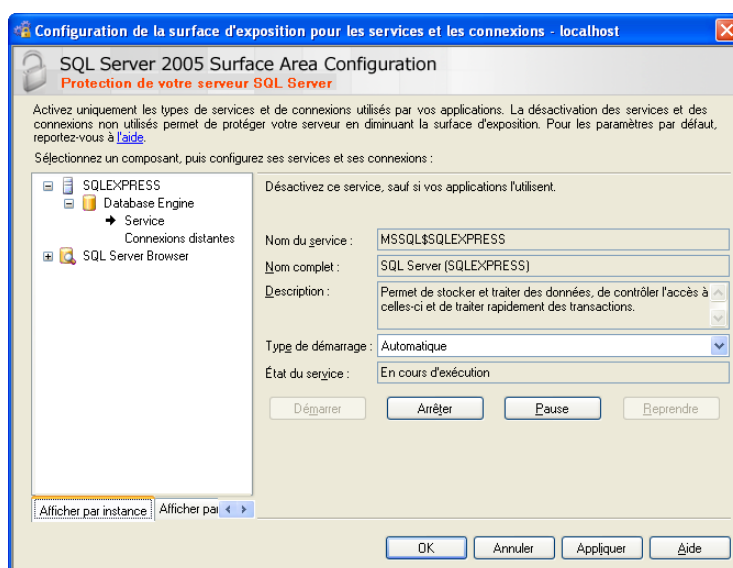 Configuration de la surface d'exposition pour les services et les connexions - localhost
SQL Server 2005 Surface Area Configuration
Protection de votre serveur SQL Server
Activez uniquement les types de services et de connexions utilisés par vos applications. La désactivation des services et des
connexions non utilisés permet de protéger votre serveur en diminuant la surface d'exposition. Pour les paramètres par défaut,
reportez-vous à l'aide.
Sélectionnez un composant, puis configurez ses services et ses connexions :
SQLEXPRESS
Database Engine
Service
Connexions distantes
SQL Server Browser
Désactivez ce service, sauf si vos applications l'utilisent.
Nom du service : MSSQL$SQLEXPRESS
Nom complet : SQL Server (SQLEXPRESS)
Description : Permet de stocker et traiter des données, de contrôler l'accès à
celles-ci et de traiter rapidement des transactions.
Type de démarrage : Automatique
État du service : En cours d'exécution
Démarrer Arrêter Pause Reprendre
Afficher par instance Afficher par
OK Annuler Appliquer Aide